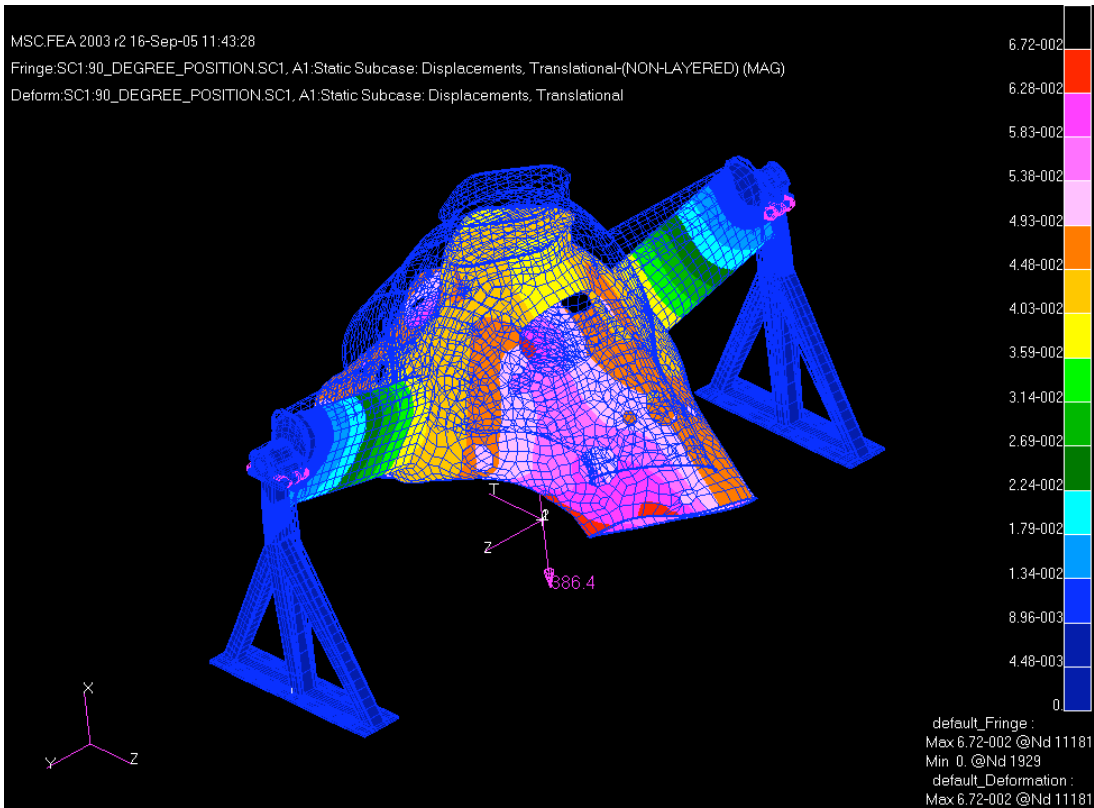 MSC.FEA 2003 r2 16-Sep-05 11:43:28
Fringe:SC1:90_DEGREE_POSITION.SC1, A1:Static Subcase: Displacements, Translational-(NON-LAYERED) (MAG)
Deform:SC1:90_DEGREE_POSITION.SC1, A1:Static Subcase: Displacements, Translational
6.72-002
6.28-002
5.83-002
5.38-002
4.93-002
4.48-002
4.03-002
3.59-002
3.14-002
2.69-002
2.24-002
1.79-002
1.34-002
8.96-003
4.48-003
0.
T
Z
386.4
X
Y
Z
default_Fringe :
Max 6.72-002 @Nd 11181
Min 0. @Nd 1929
default_Deformation :
Max 6.72-002 @Nd 11181